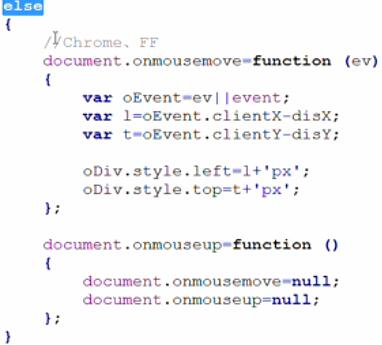 else
{
//Chrome、FF
document.onmousemove=function (ev)
{
var oEvent=ev||event;
var l=oEvent.clientX-disX;
var t=oEvent.clientY-disY;
oDiv.style.left=l+'px';
oDiv.style.top=t+'px';
};
document.onmouseup=function ()
{
document.onmousemove=null;
document.onmouseup=null;
};
}